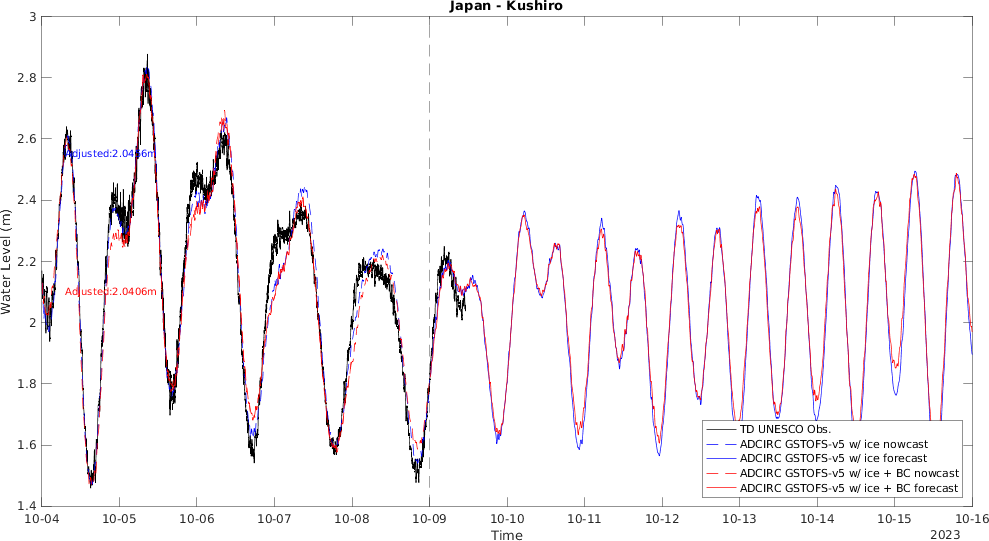 Japan - Kushiro
3
2.8
2.6
2.4
2.2
2
1.8
1.6
1.4
Water Level (m)
Adjusted:2.0466m
Adjusted:2.0406m
TD UNESCO Obs.
ADCIRC GSTOFS-v5 w/ ice nowcast
ADCIRC GSTOFS-v5 w/ ice forecast
ADCIRC GSTOFS-v5 w/ ice + BC nowcast
ADCIRC GSTOFS-v5 w/ ice + BC forecast
10-04 10-05 10-06 10-07 10-08 10-09 10-10 10-11 10-12 10-13 10-14 10-15 10-16
Time
2023